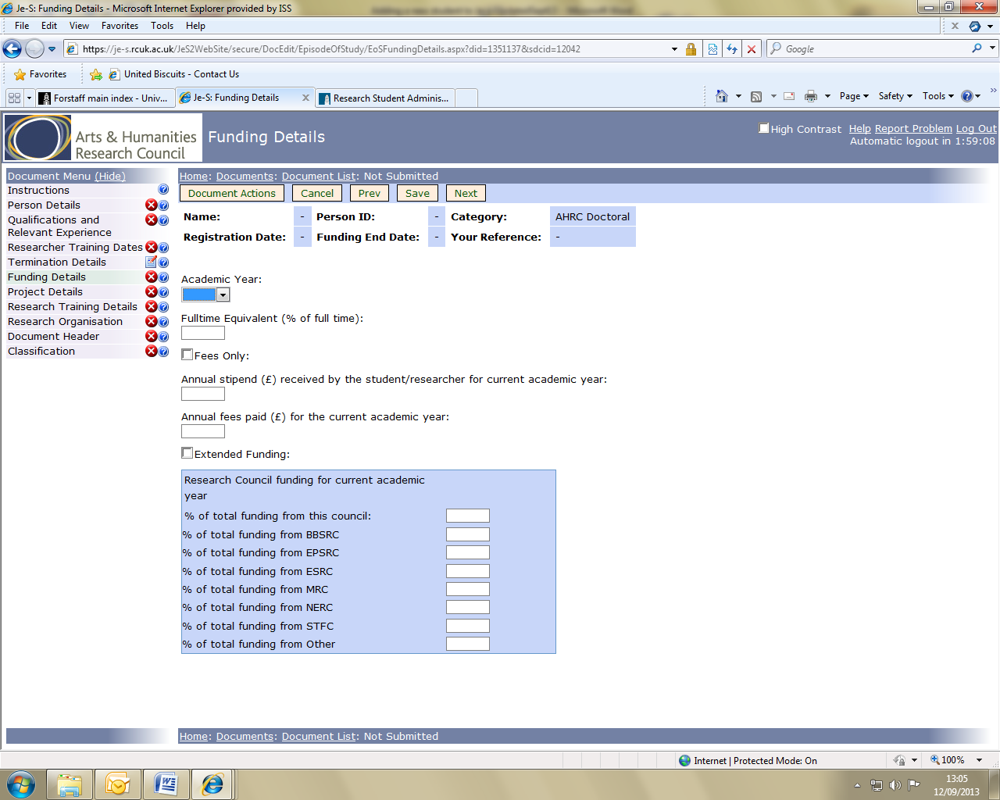 Je-S: Funding Details - Microsoft Internet Explorer provided by ISS
File Edit View Favorites Tools Help
https://je-s.rcuk.ac.uk/JeS2WebSite/secure/DocEdit/EpisodeOfStudy/EoSFundingDetails.aspx?did=1351137&sdcid=12042
Google
Favorites
United Biscuits - Contact Us
Forstaff main index - Univ...
Je-S: Funding Details
Research Student Adminis...
Page Safety Tools
Arts & Humanities
Research Council
Funding Details
High Contrast Help Report Problem Log Out
Automatic logout in 1:59:08
Document Menu (Hide)
Instructions
Person Details
Qualifications and
Relevant Experience
Researcher Training Dates
Termination Details
Funding Details
Project Details
Research Training Details
Research Organisation
Document Header
Classification
Home: Documents: Document List: Not Submitted
Document Actions Cancel Prev Save Next
Name: - Person ID: - Category: AHRC Doctoral
Registration Date: - Funding End Date: - Your Reference: -
Academic Year:
Fulltime Equivalent (% of full time):
Fees Only:
Annual stipend (£) received by the student/researcher for current academic year:
Annual fees paid (£) for the current academic year:
Extended Funding:
Research Council funding for current academic
year
% of total funding from this council:
% of total funding from BBSRC
% of total funding from EPSRC
% of total funding from ESRC
% of total funding from MRC
% of total funding from NERC
% of total funding from STFC
% of total funding from Other
Home: Documents: Document List: Not Submitted
Internet | Protected Mode: On
100%
13:05
12/09/2013